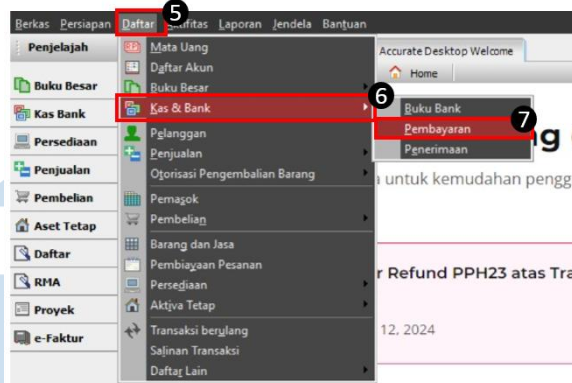 Berkas Persiapan Daftar Aktifitas Laporan Jendela Bantuan
5
Penjelajah
Buku Besar
Kas Bank
Persediaan
Penjualan
Pembelian
Aset Tetap
Daftar
RMA
Proyek
e-Faktur
Mata Uang
Daftar Akun
Buku Besar
Kas & Bank
6
Pelanggan
Penjualan
Otorisasi Pengembalian Barang
Pemasok
Pembelian
Barang dan Jasa
Pembiayaan Pesanan
Persediaan
Aktiva Tetap
Transaksi berulang
Salinan Transaksi
Daftar Lain
Buku Bank
Pembayaran
7
Penerimaan
Accurate Desktop Welcome
Home
untuk kemudahan pengg
r Refund PPH23 atas Tra
12, 2024